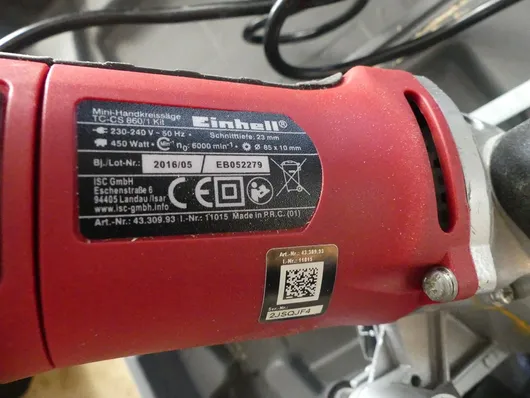 Mini-Handkreissäge
TC-CS 860/1 Kit
Einhell®
230-240 V ~ 50 Hz • Schnitttiefe: 23 mm
450 Watt • n₀: 6000 min⁻¹ • Ø 85 x 10 mm
Bj./Lot-Nr.: 2016/05 / EB052279
ISC GmbH
Eschenstraße 6
94405 Landau/Isar
www.isc-gmbh.info
CE
Art.-Nr.: 43.309.93 I.-Nr.: 11015 Made in P.R.C. (01)
Art.-Nr.: 43.309.93
I.-Nr.: 11015
2JSQJF4